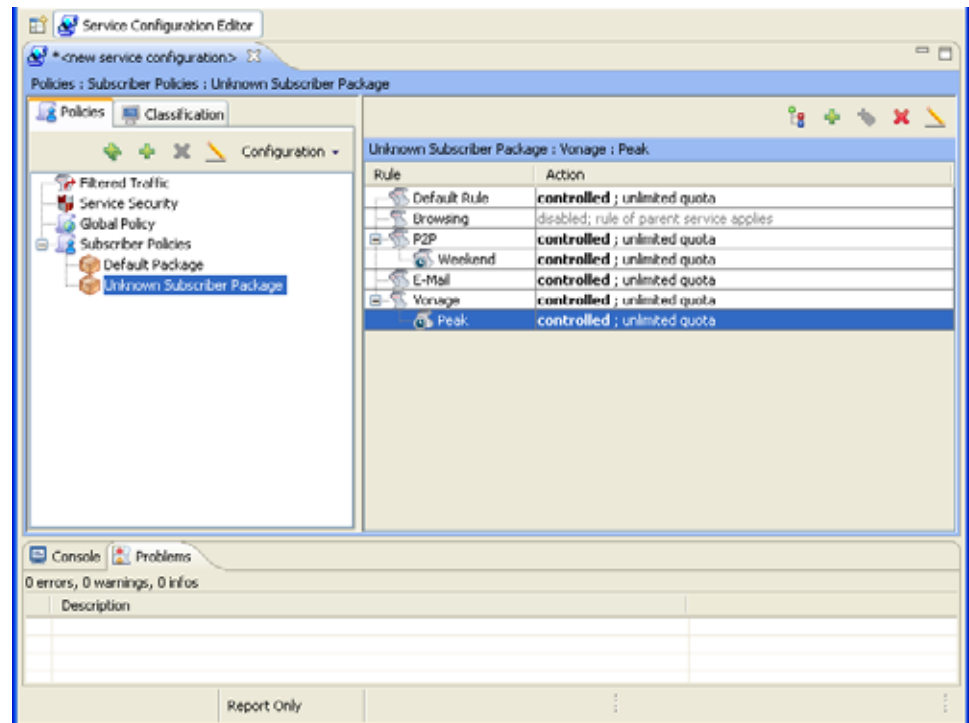 Service Configuration Editor
*<new service configuration>
Policies : Subscriber Policies : Unknown Subscriber Package
Policies
Classification
Configuration
Filtered Traffic
Service Security
Global Policy
Subscriber Policies
Default Package
Unknown Subscriber Package
Unknown Subscriber Package : Vonage : Peak
Rule Action
Default Rule controlled ; unlimited quota
Browsing disabled; rule of parent service applies
P2P controlled ; unlimited quota
Weekend controlled ; unlimited quota
E-Mail controlled ; unlimited quota
Vonage controlled ; unlimited quota
Peak controlled ; unlimited quota
Console
Problems
0 errors, 0 warnings, 0 infos
Description
Report Only